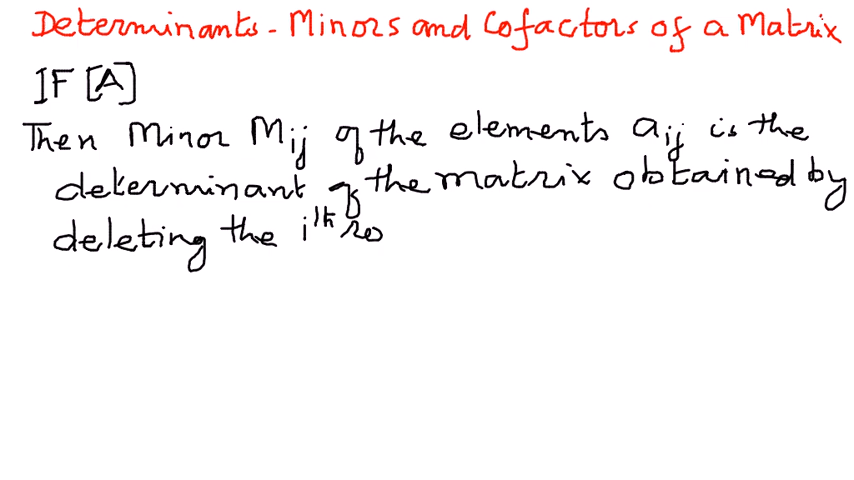 Determinants - Minors and Cofactors of a Matrix
IF [A]
Then Minor Mij of the elements aij is the
determinant of the matrix obtained by
deleting the ith ro